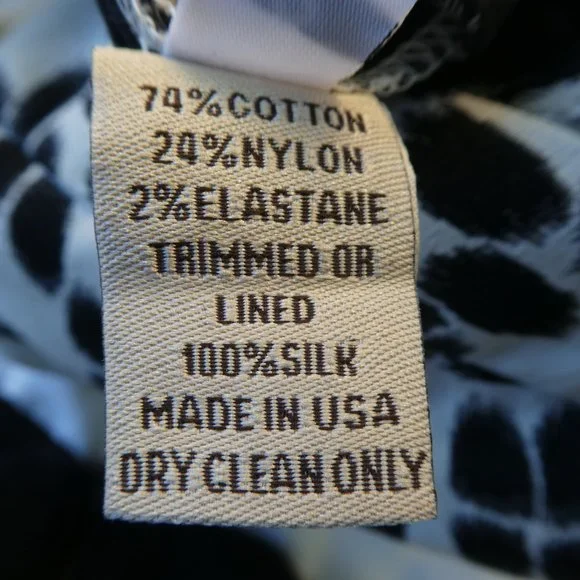 74%COTTON
24%NYLON
2%ELASTANE
TRIMMED OR
LINED
100%SILK
MADE IN USA
DRY CLEAN ONLY